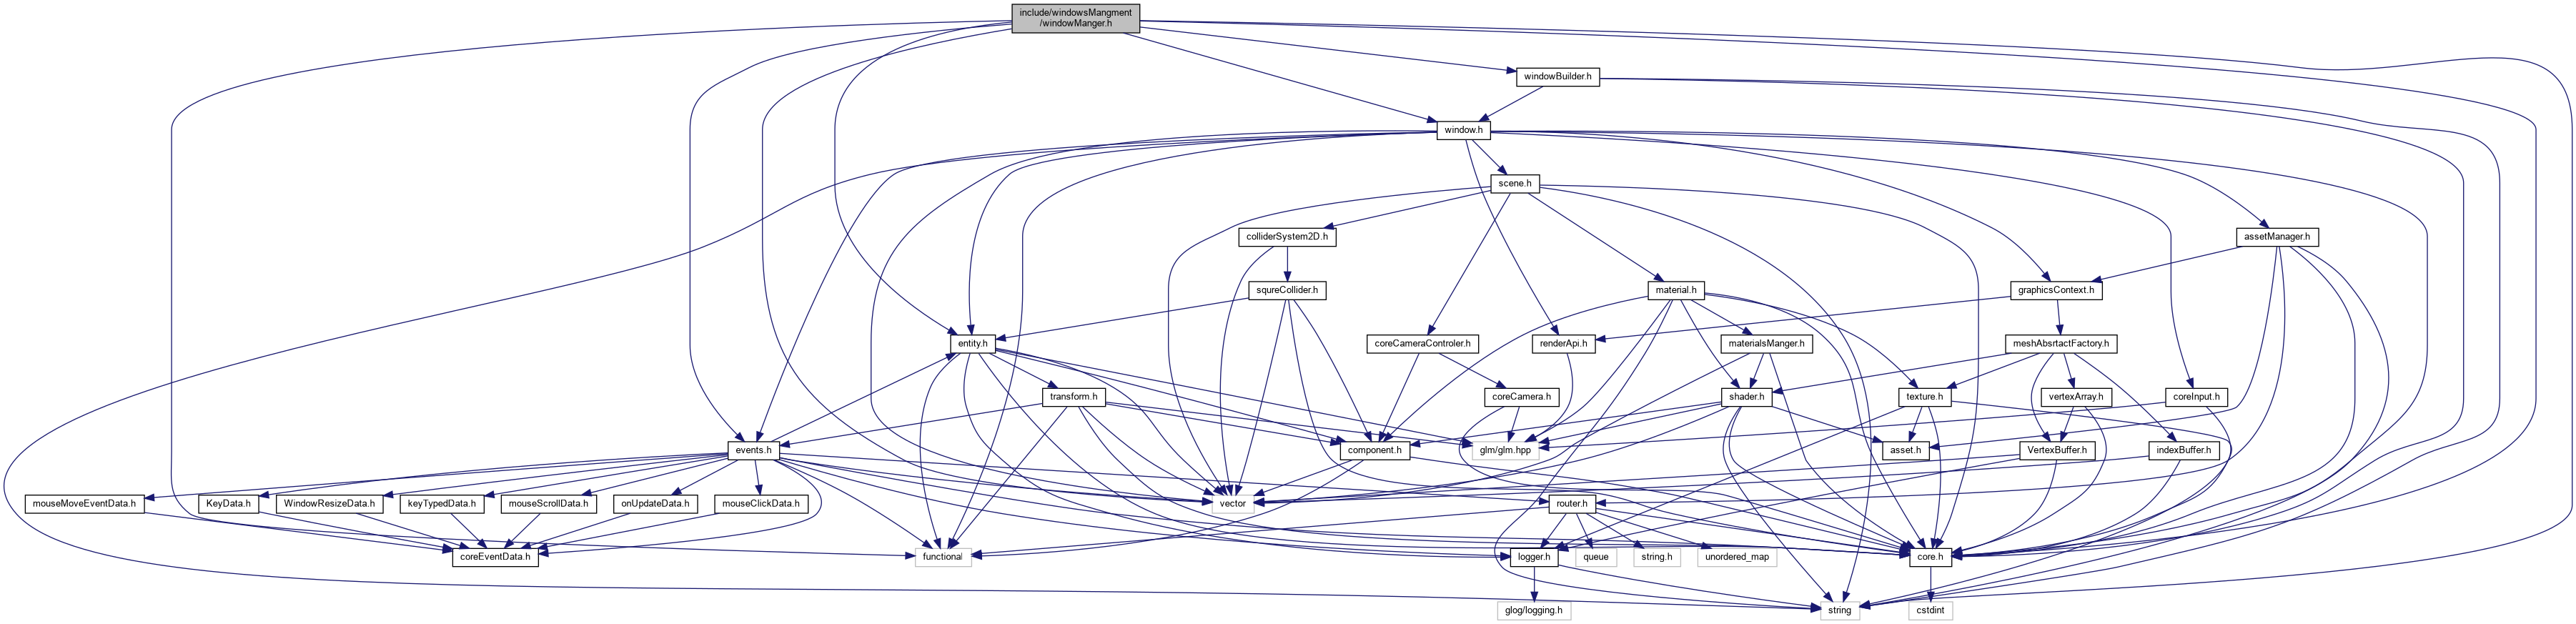 include/windowsMangment
/windowManger.h
windowBuilder.h
window.h
scene.h
colliderSystem2D.h
assetManager.h
squreCollider.h
material.h
graphicsContext.h
entity.h
coreCameraControler.h
renderApi.h
materialsManger.h
meshAbsrtactFactory.h
transform.h
coreCamera.h
shader.h
texture.h
vertexArray.h
coreInput.h
events.h
component.h
glm/glm.hpp
asset.h
VertexBuffer.h
indexBuffer.h
mouseMoveEventData.h
KeyData.h
WindowResizeData.h
keyTypedData.h
mouseScrollData.h
onUpdateData.h
mouseClickData.h
vector
router.h
coreEventData.h
functional
logger.h
queue
string.h
unordered_map
core.h
glog/logging.h
string
cstdint